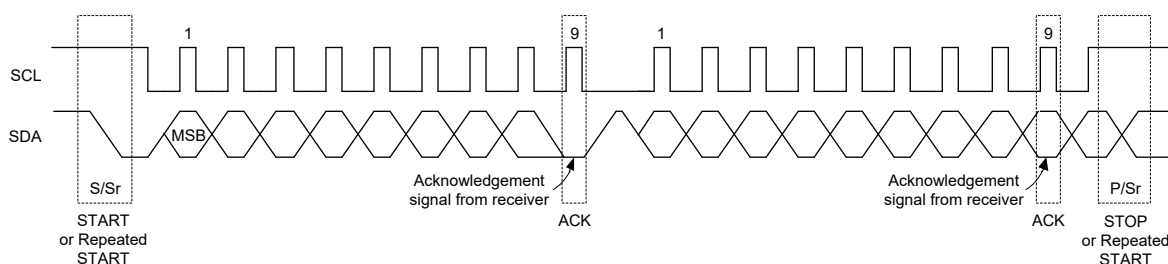 1
9
1
9
SCL
SDA
MSB
S/Sr
Acknowledgement
signal from receiver
Acknowledgement
signal from receiver
P/Sr
START
or Repeated
START
ACK
ACK
STOP
or Repeated
START